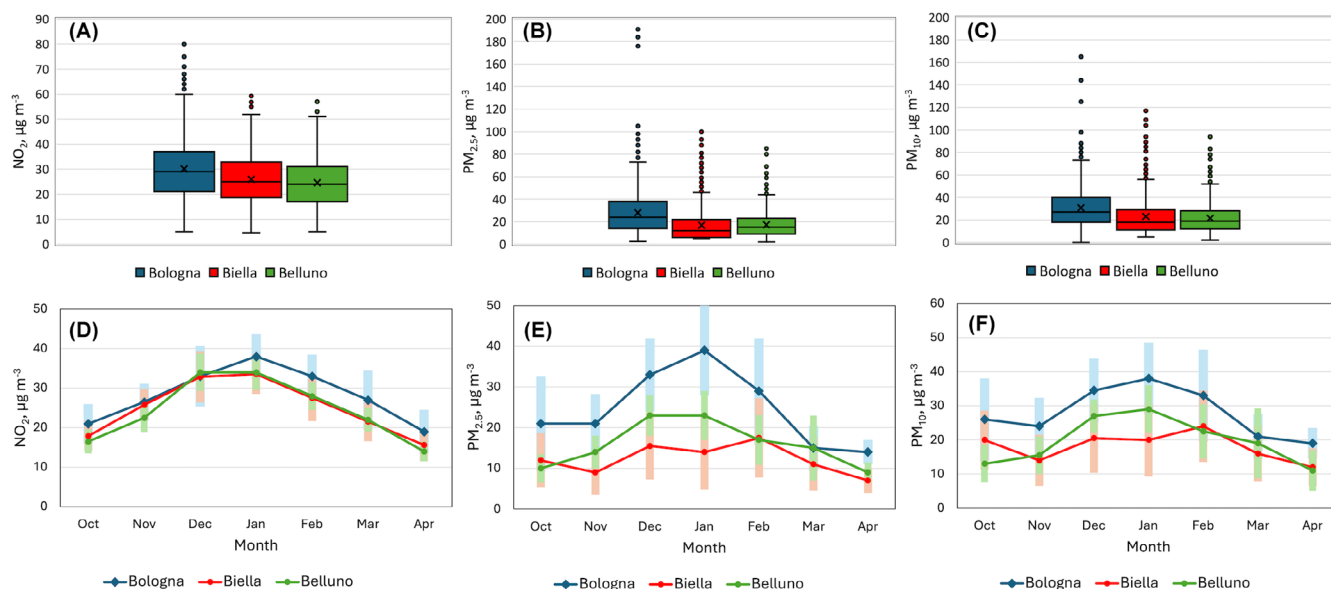 (A)
NO₂, µg m⁻³
90
80
70
60
50
40
30
20
10
0
Bologna Biella Belluno
(B)
PM₂.₅, µg m⁻³
200
180
160
140
120
100
80
60
40
20
0
Bologna Biella Belluno
(C)
PM₁₀, µg m⁻³
200
180
160
140
120
100
80
60
40
20
0
Bologna Biella Belluno
(D)
NO₂, µg m⁻³
50
40
30
20
10
0
Oct Nov Dec Jan Feb Mar Apr
Month
Bologna Biella Belluno
(E)
PM₂.₅, µg m⁻³
50
40
30
20
10
0
Oct Nov Dec Jan Feb Mar Apr
Month
Bologna Biella Belluno
(F)
PM₁₀, µg m⁻³
60
50
40
30
20
10
0
Oct Nov Dec Jan Feb Mar Apr
Month
Bologna Biella Belluno